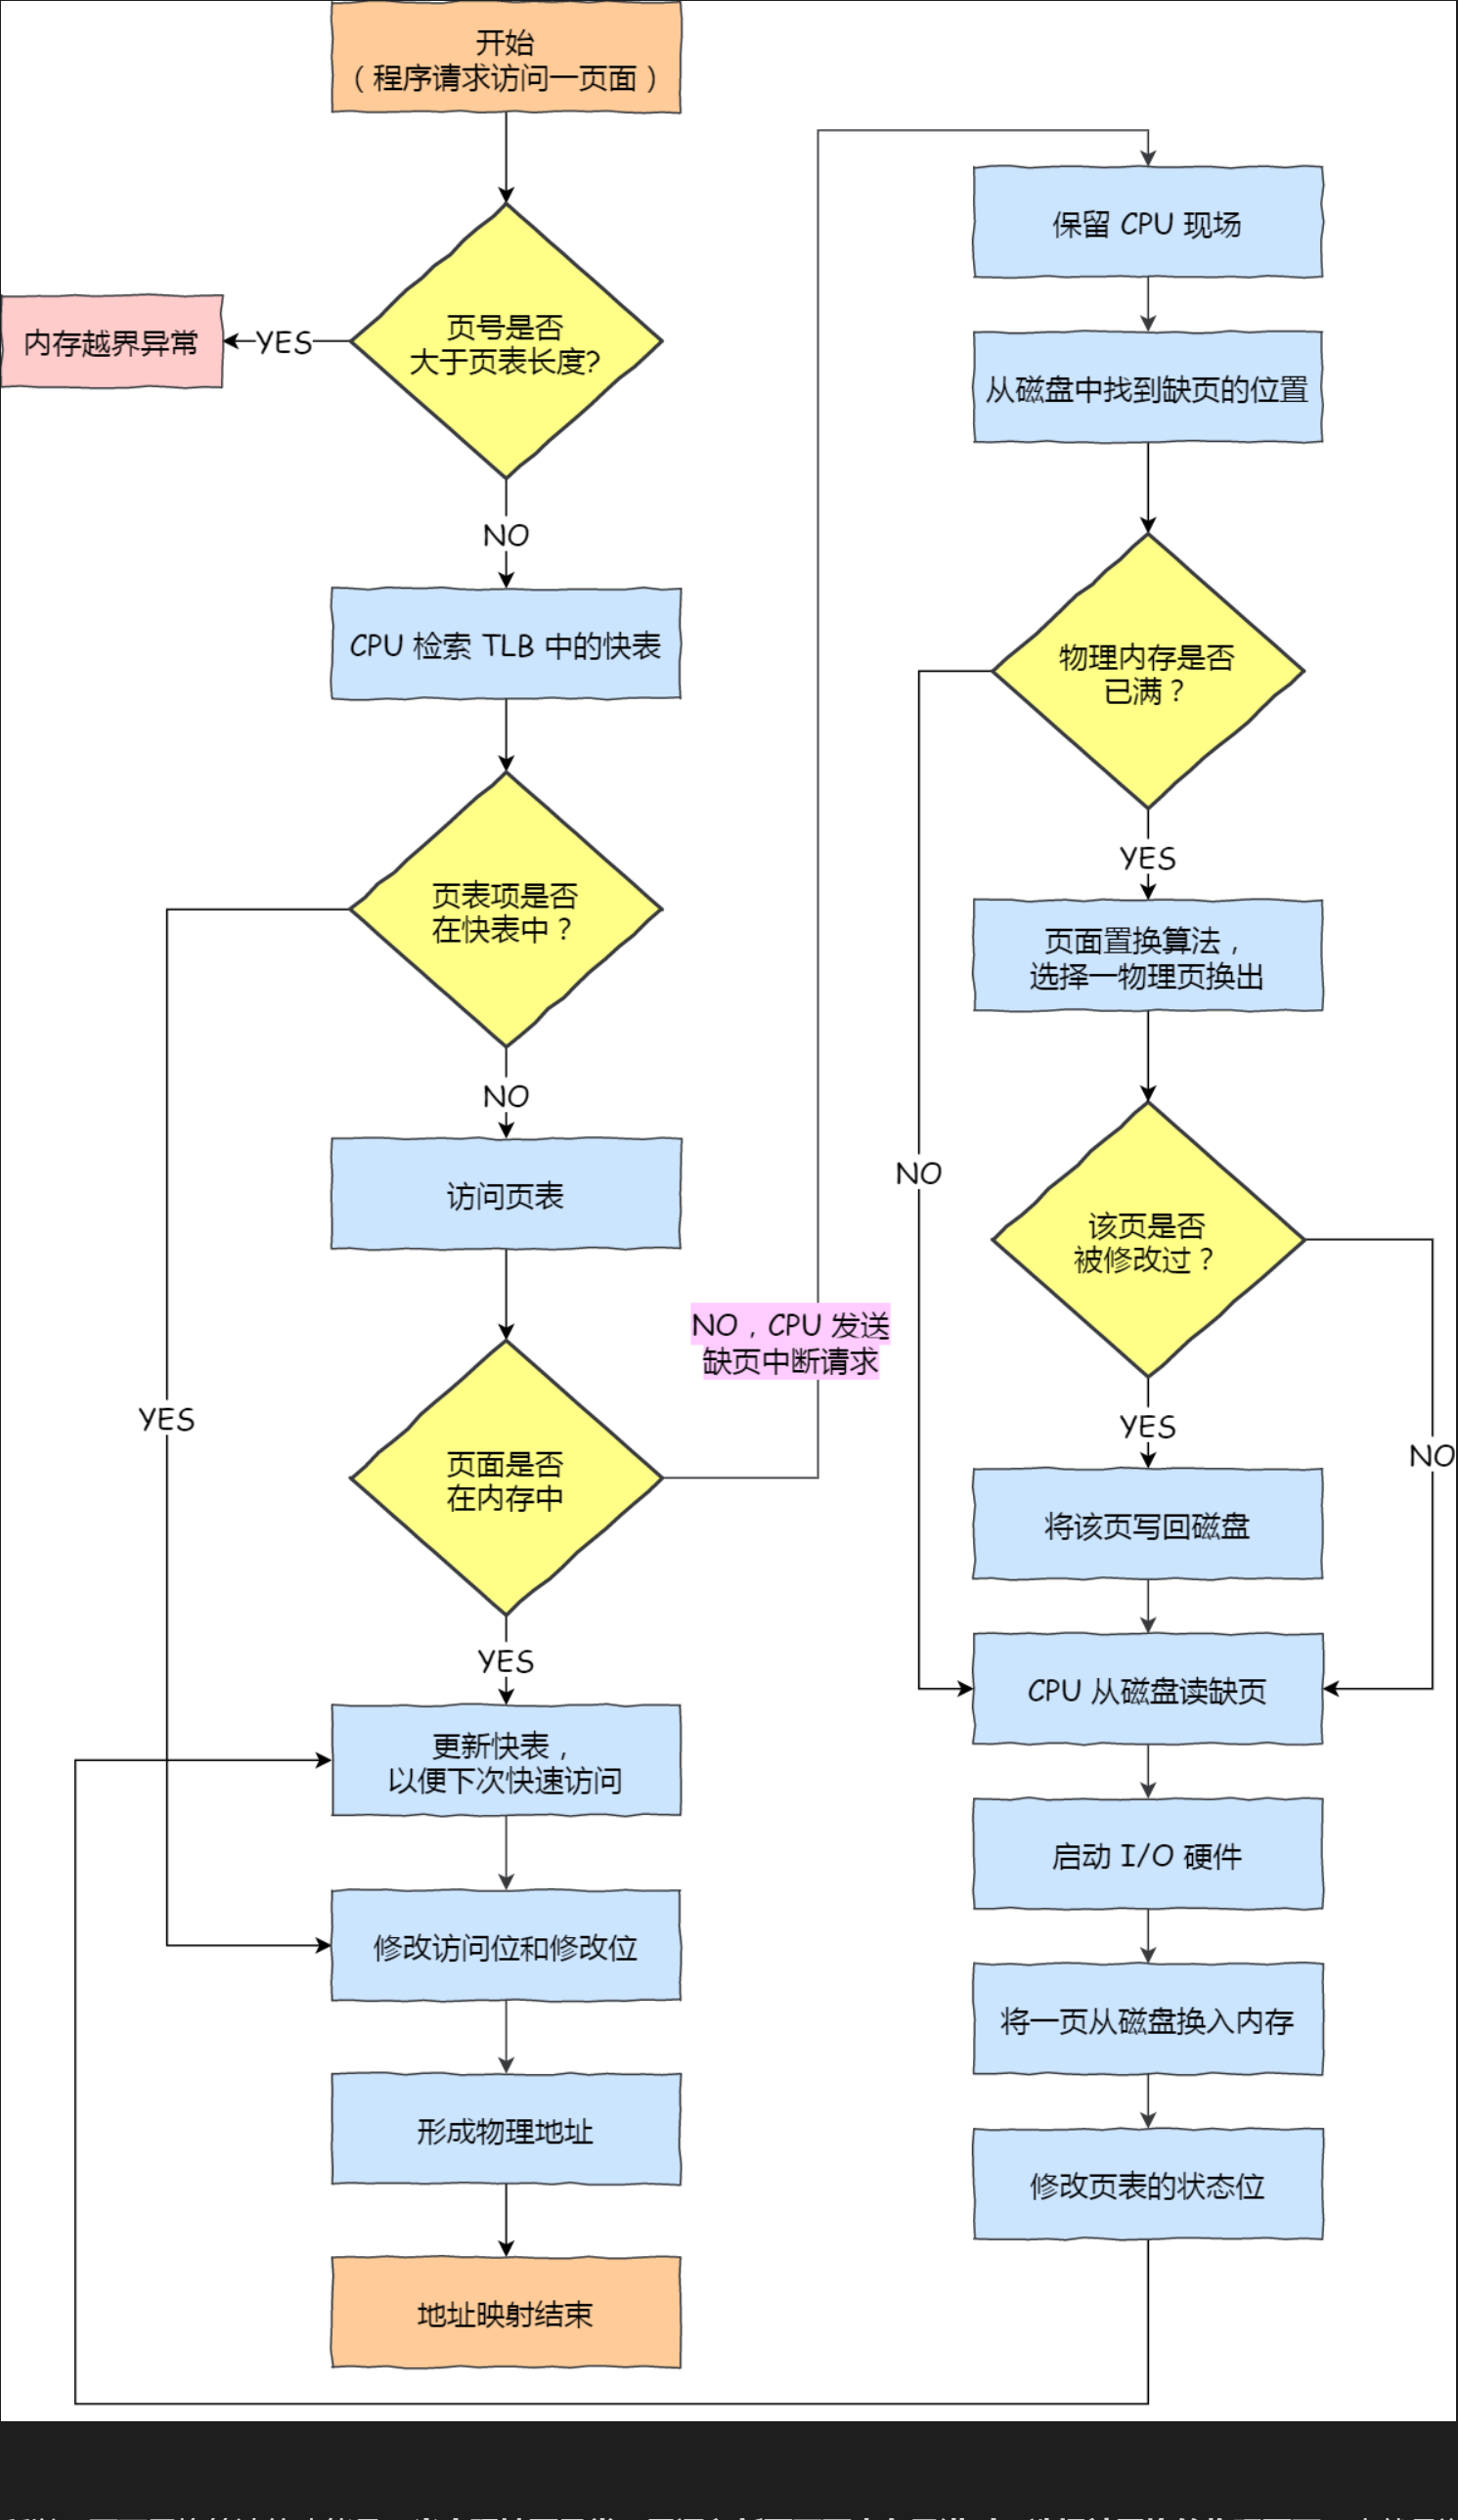 开始
（程序请求访问一页面）
页号是否
大于页表长度?
YES
内存越界异常
NO
CPU 检索 TLB 中的快表
页表项是否
在快表中？
YES
NO
访问页表
页面是否
在内存中
NO，CPU 发送
缺页中断请求
YES
更新快表，
以便下次快速访问
修改访问位和修改位
形成物理地址
地址映射结束
保留 CPU 现场
从磁盘中找到缺页的位置
物理内存是否
已满？
NO
YES
页面置换算法，
选择一物理页换出
该页是否
被修改过？
NO
YES
将该页写回磁盘
CPU 从磁盘读缺页
启动 I/O 硬件
将一页从磁盘换入内存
修改页表的状态位